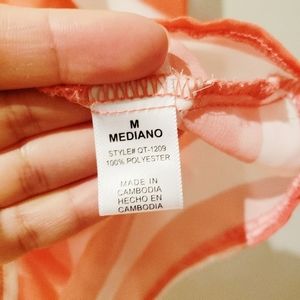 M
MEDIANO
STYLE# QT-1209
100% POLYESTER
MADE IN
CAMBODIA
HECHO EN
CAMBODIA